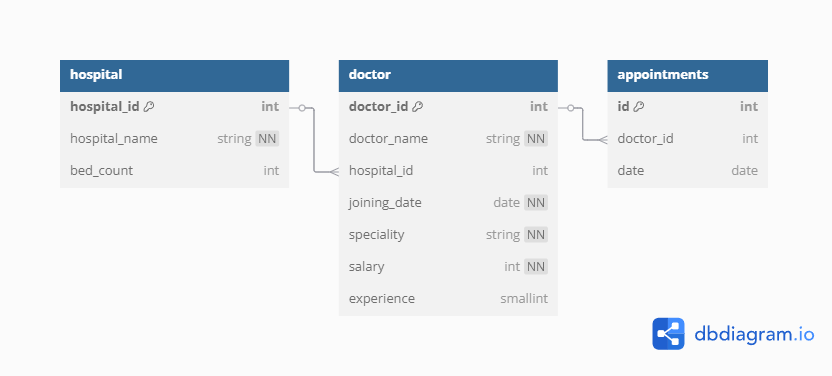 hospital
hospital_id int
hospital_name string NN
bed_count int
doctor
doctor_id int
doctor_name string NN
hospital_id int
joining_date date NN
speciality string NN
salary int NN
experience smallint
appointments
id int
doctor_id int
date date
dbdiagram.io